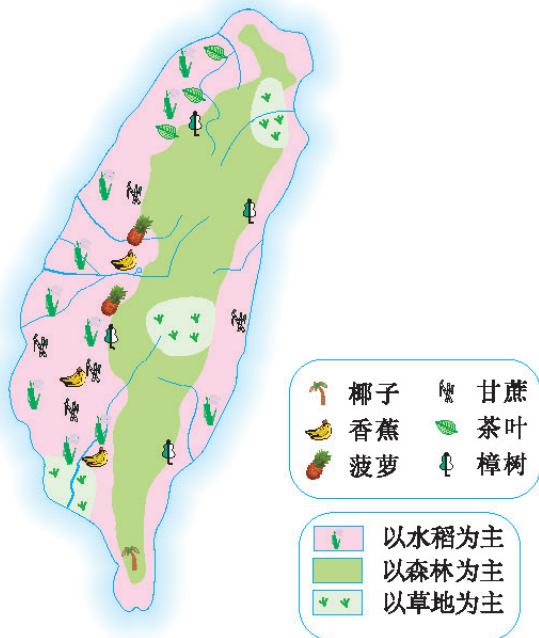 椰子 甘蔗
香蕉 茶叶
菠萝 樟树
以水稻为主
以森林为主
以草地为主